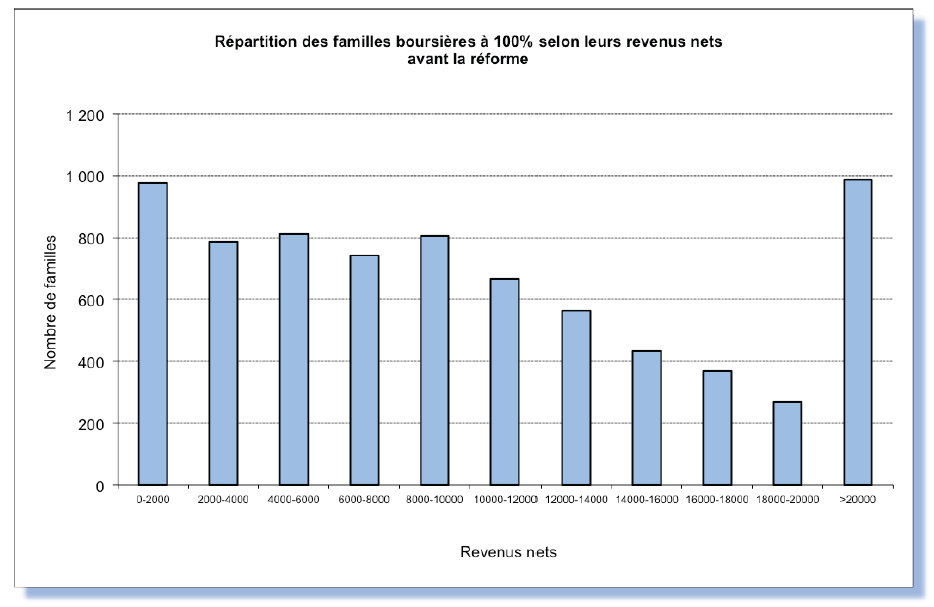 Répartition des familles boursières à 100% selon leurs revenus nets
avant la réforme
1 200
1 000
800
600
400
200
0
Nombre de familles
0-2000 2000-4000 4000-6000 6000-8000 8000-10000 10000-12000 12000-14000 14000-16000 16000-18000 18000-20000 >20000
Revenus nets